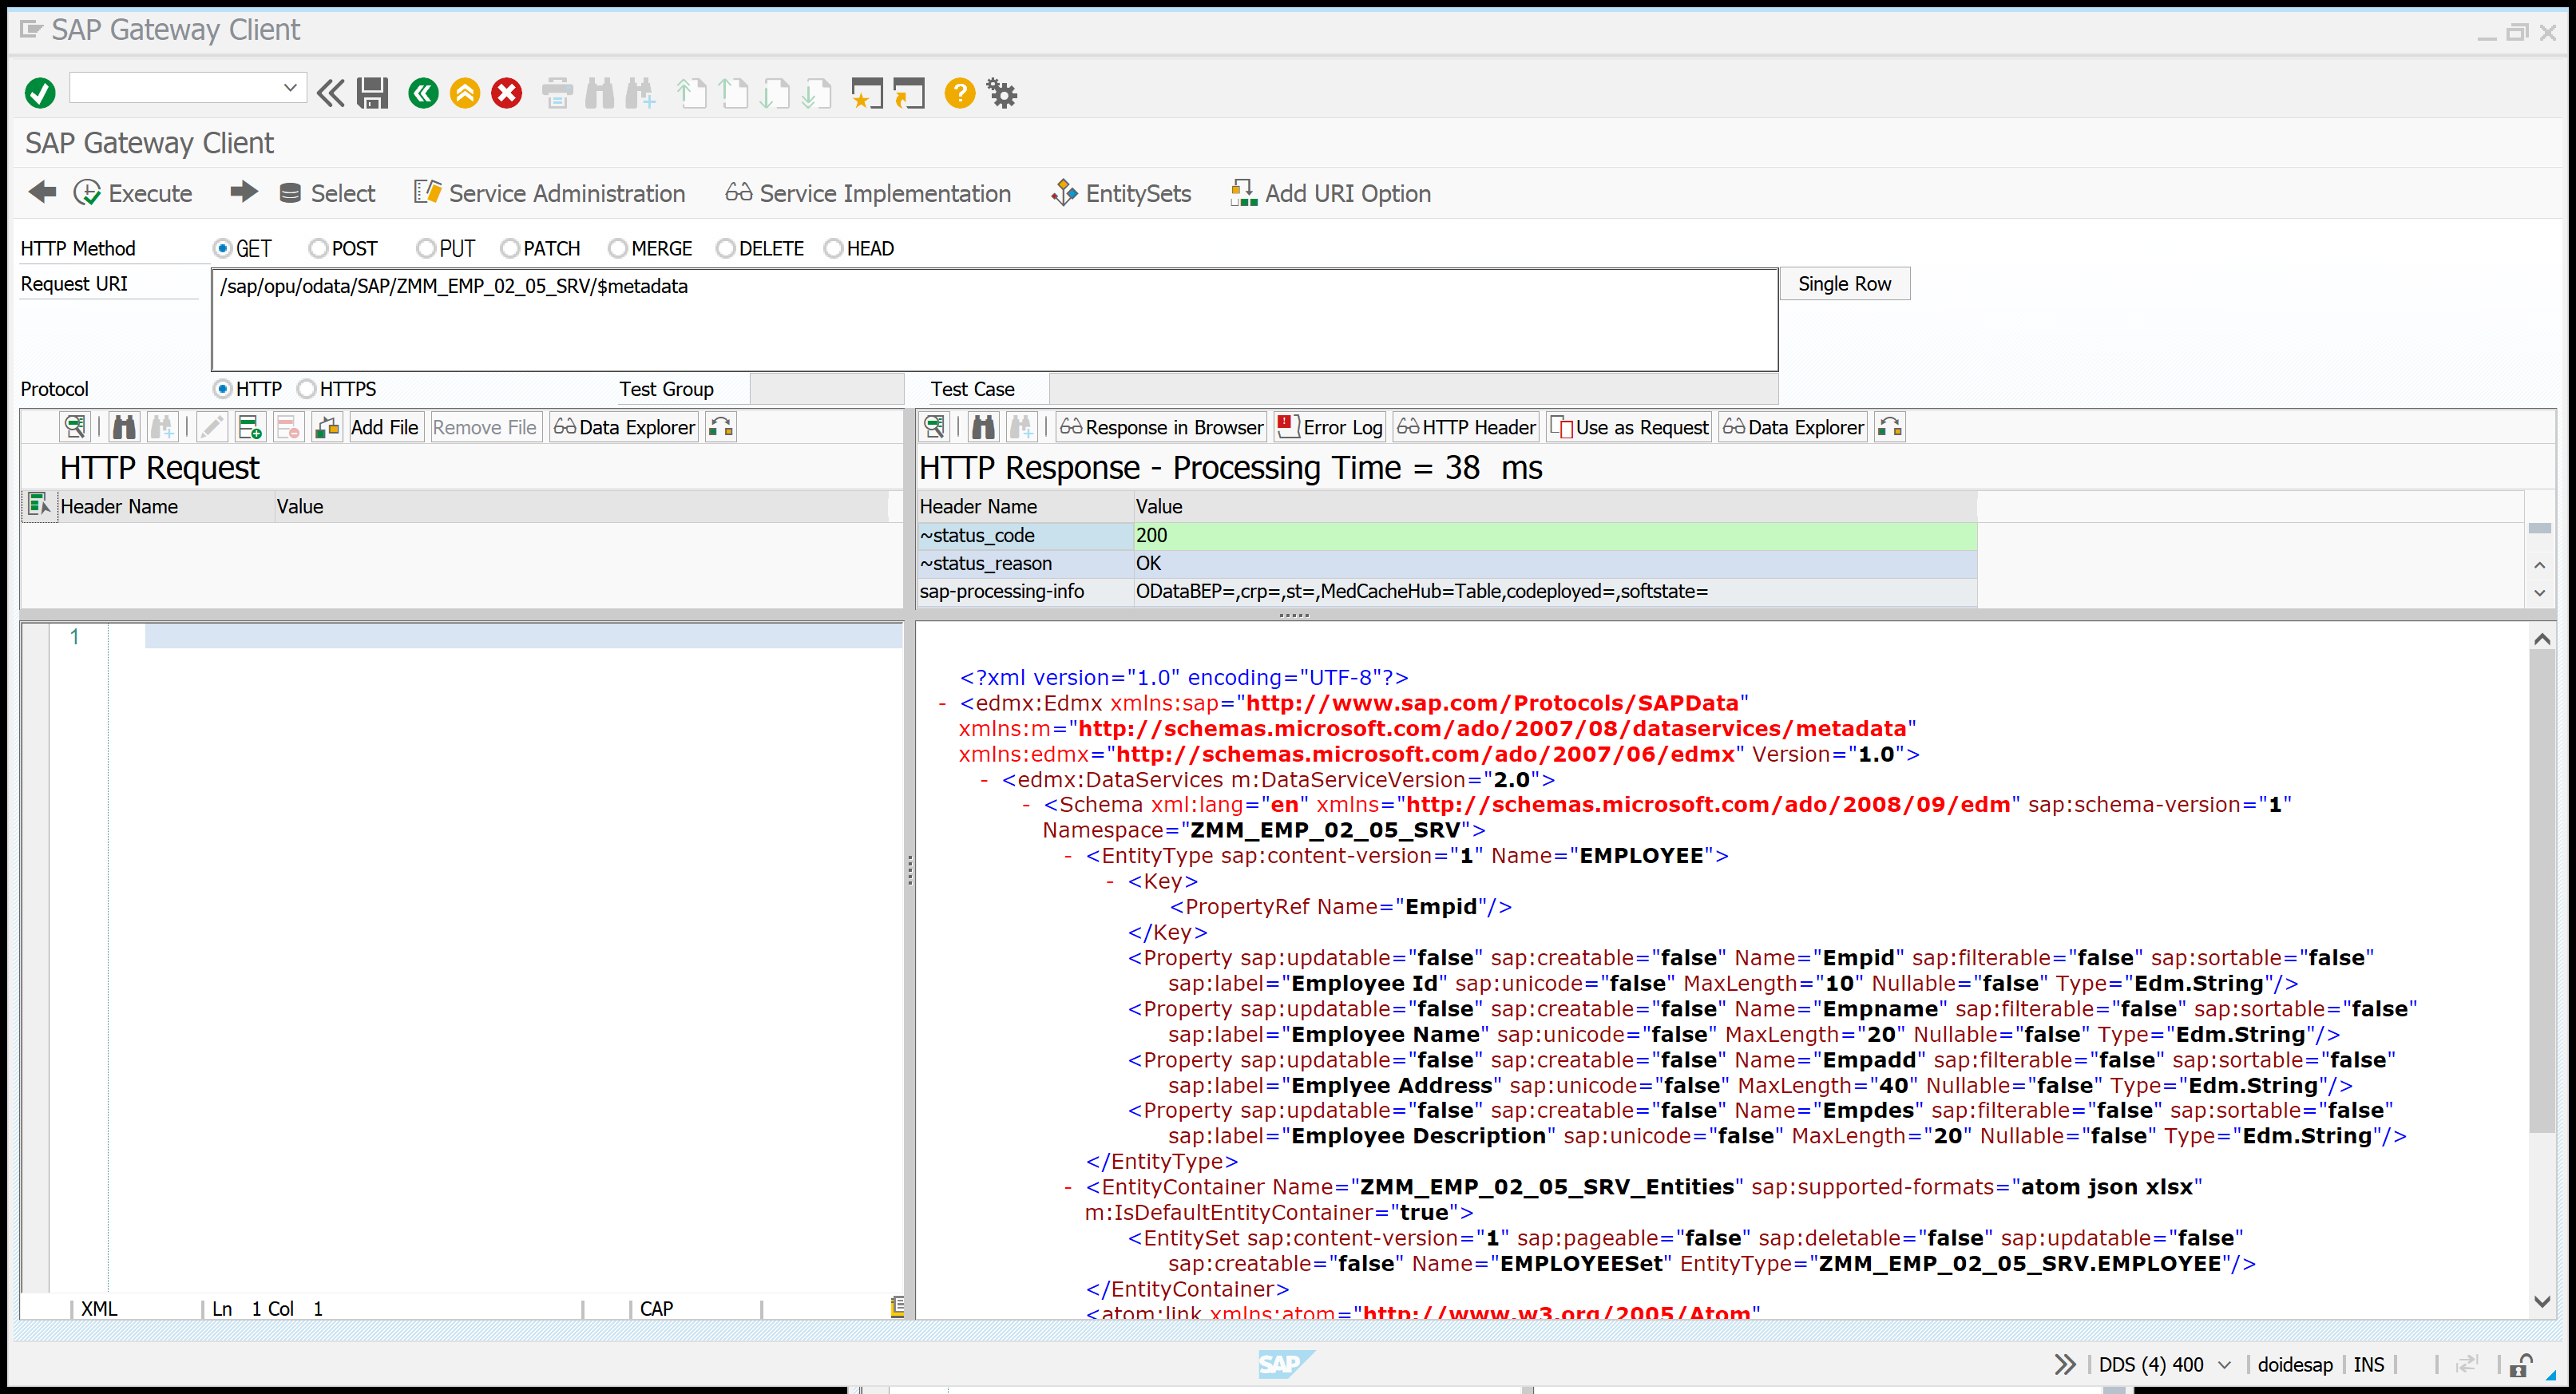 SAP Gateway Client
SAP Gateway Client
Execute Select Service Administration Service Implementation EntitySets Add URI Option
HTTP Method GET POST PUT PATCH MERGE DELETE HEAD
Request URI /sap/opu/odata/SAP/ZMM_EMP_02_05_SRV/$metadata Single Row
Protocol HTTP HTTPS Test Group Test Case
Add File Remove File Data Explorer
HTTP Request
Header Name Value
1
XML Ln 1 Col 1 CAP
Response in Browser Error Log HTTP Header Use as Request Data Explorer
HTTP Response - Processing Time = 38 ms
Header Name Value
~status_code 200
~status_reason OK
sap-processing-info ODataBEP=,crp=,st=,MedCacheHub=Table,codeployed=,softstate=
<?xml version="1.0" encoding="UTF-8"?>
- <edmx:Edmx xmlns:sap="http://www.sap.com/Protocols/SAPData"
xmlns:m="http://schemas.microsoft.com/ado/2007/08/dataservices/metadata"
xmlns:edmx="http://schemas.microsoft.com/ado/2007/06/edmx" Version="1.0">
- <edmx:DataServices m:DataServiceVersion="2.0">
- <Schema xml:lang="en" xmlns="http://schemas.microsoft.com/ado/2008/09/edm" sap:schema-version="1"
Namespace="ZMM_EMP_02_05_SRV">
- <EntityType sap:content-version="1" Name="EMPLOYEE">
- <Key>
<PropertyRef Name="Empid"/>
</Key>
<Property sap:updatable="false" sap:creatable="false" Name="Empid" sap:filterable="false" sap:sortable="false"
sap:label="Employee Id" sap:unicode="false" MaxLength="10" Nullable="false" Type="Edm.String"/>
<Property sap:updatable="false" sap:creatable="false" Name="Empname" sap:filterable="false" sap:sortable="false"
sap:label="Employee Name" sap:unicode="false" MaxLength="20" Nullable="false" Type="Edm.String"/>
<Property sap:updatable="false" sap:creatable="false" Name="Empadd" sap:filterable="false" sap:sortable="false"
sap:label="Emplyee Address" sap:unicode="false" MaxLength="40" Nullable="false" Type="Edm.String"/>
<Property sap:updatable="false" sap:creatable="false" Name="Empdes" sap:filterable="false" sap:sortable="false"
sap:label="Employee Description" sap:unicode="false" MaxLength="20" Nullable="false" Type="Edm.String"/>
</EntityType>
- <EntityContainer Name="ZMM_EMP_02_05_SRV_Entities" sap:supported-formats="atom json xlsx"
m:IsDefaultEntityContainer="true">
<EntitySet sap:content-version="1" sap:pageable="false" sap:deletable="false" sap:updatable="false"
sap:creatable="false" Name="EMPLOYEESet" EntityType="ZMM_EMP_02_05_SRV.EMPLOYEE"/>
</EntityContainer>
<atom:link xmlns:atom="http://www.w3.org/2005/Atom"
SAP DDS (4) 400 doidesap INS